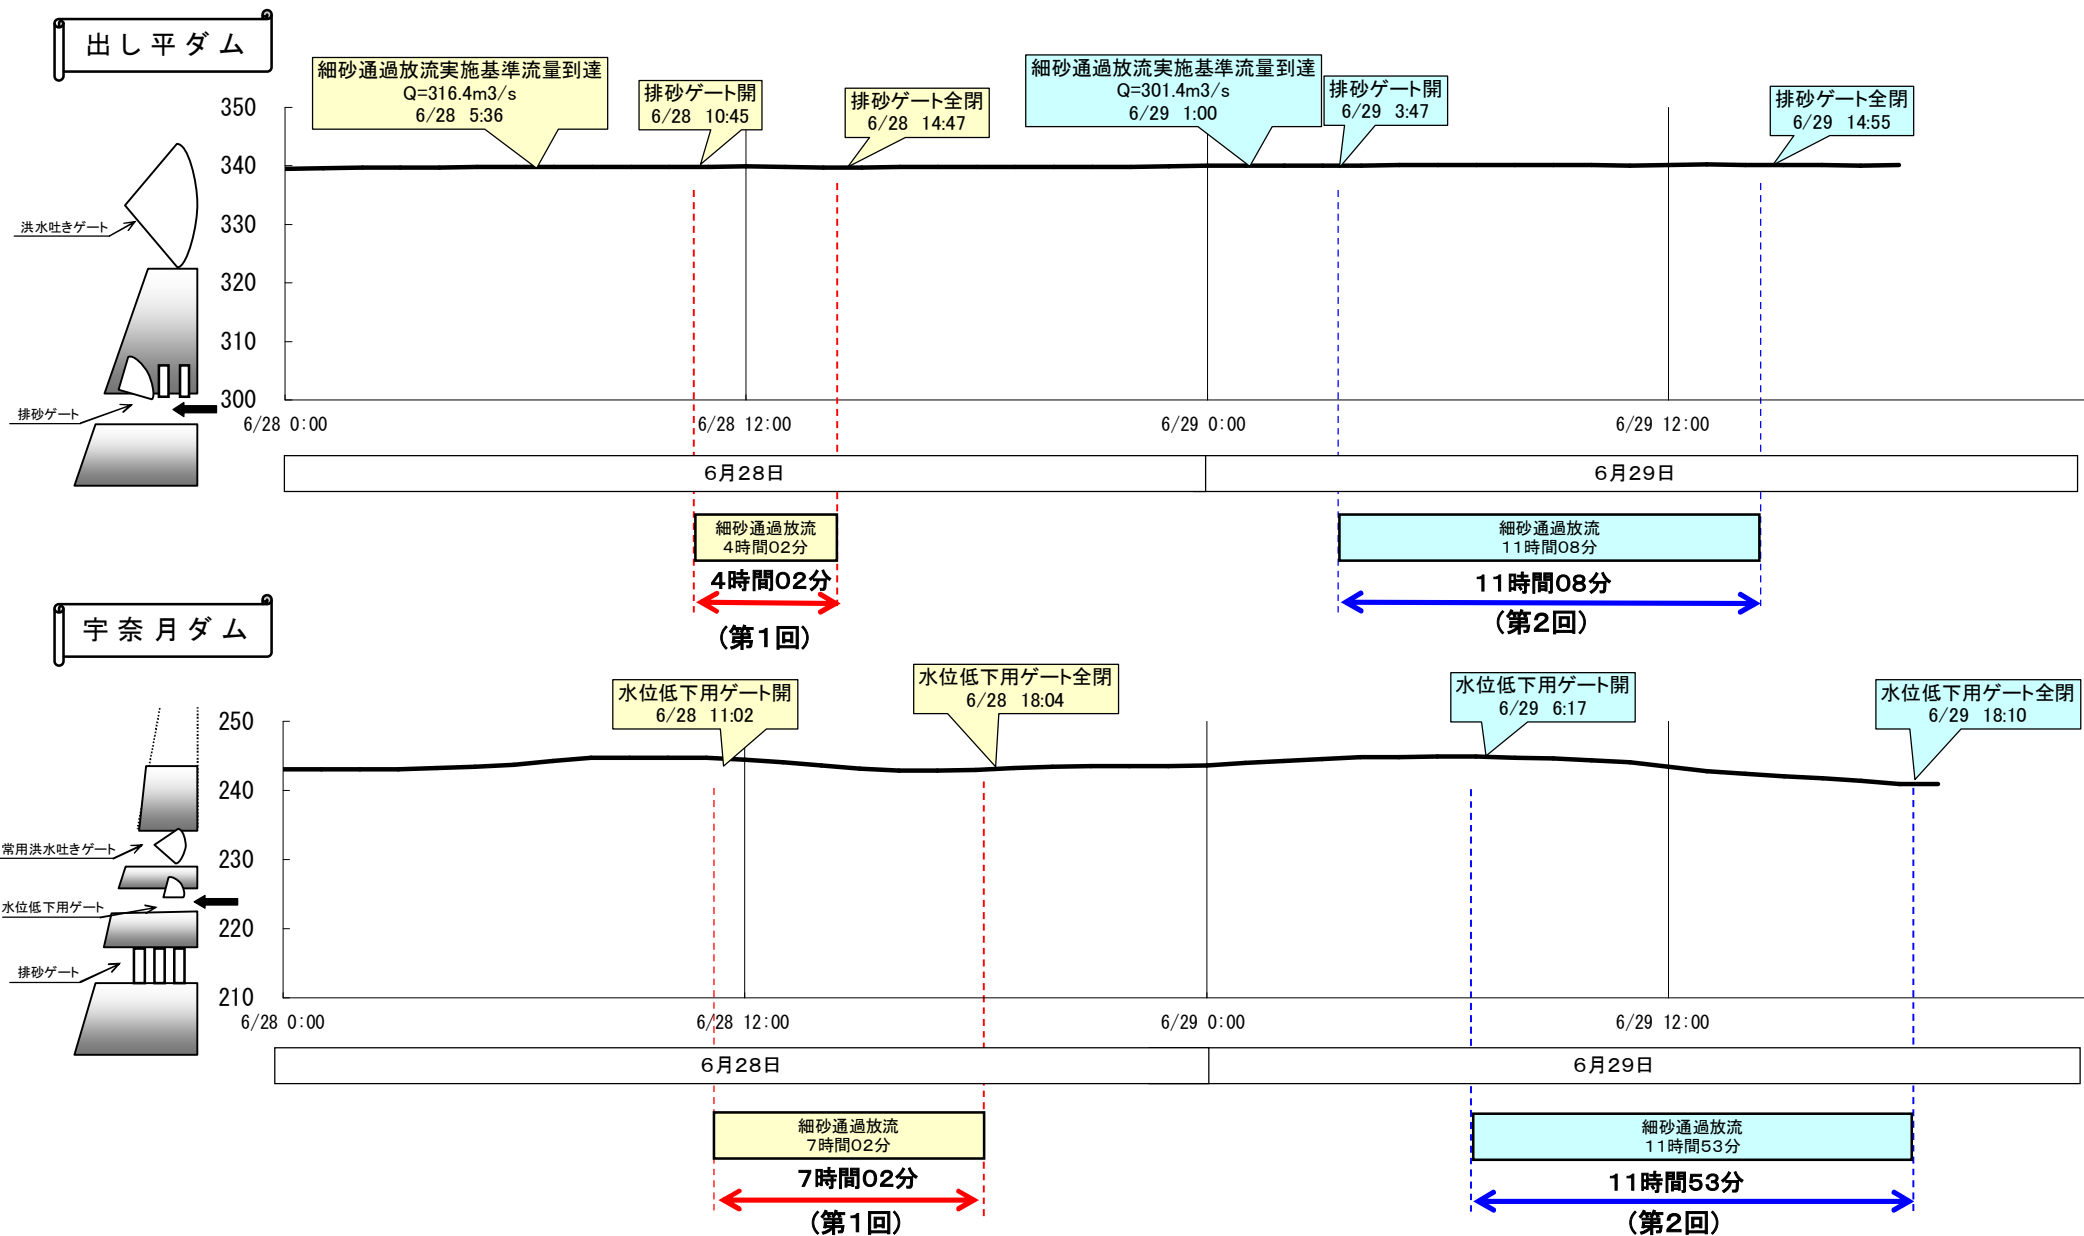 出し平ダム
細砂通過放流実施基準流量到達
Q=316.4m3/s
6/28 5:36
排砂ゲート開
6/28 10:45
排砂ゲート全閉
6/28 14:47
細砂通過放流実施基準流量到達
Q=301.4m3/s
6/29 1:00
排砂ゲート開
6/29 3:47
排砂ゲート全閉
6/29 14:55
350
340
330
320
310
300
洪水吐きゲート
排砂ゲート
6/28 0:00
6/28 12:00
6/29 0:00
6/29 12:00
6月28日
6月29日
細砂通過放流
4時間02分
4時間02分
(第1回)
細砂通過放流
11時間08分
11時間08分
(第2回)
宇奈月ダム
水位低下用ゲート開
6/28 11:02
水位低下用ゲート全閉
6/28 18:04
水位低下用ゲート開
6/29 6:17
水位低下用ゲート全閉
6/29 18:10
250
240
230
220
210
常用洪水吐きゲート
水位低下用ゲート
排砂ゲート
6/28 0:00
6/28 12:00
6/29 0:00
6/29 12:00
6月28日
6月29日
細砂通過放流
7時間02分
7時間02分
(第1回)
細砂通過放流
11時間53分
11時間53分
(第2回)